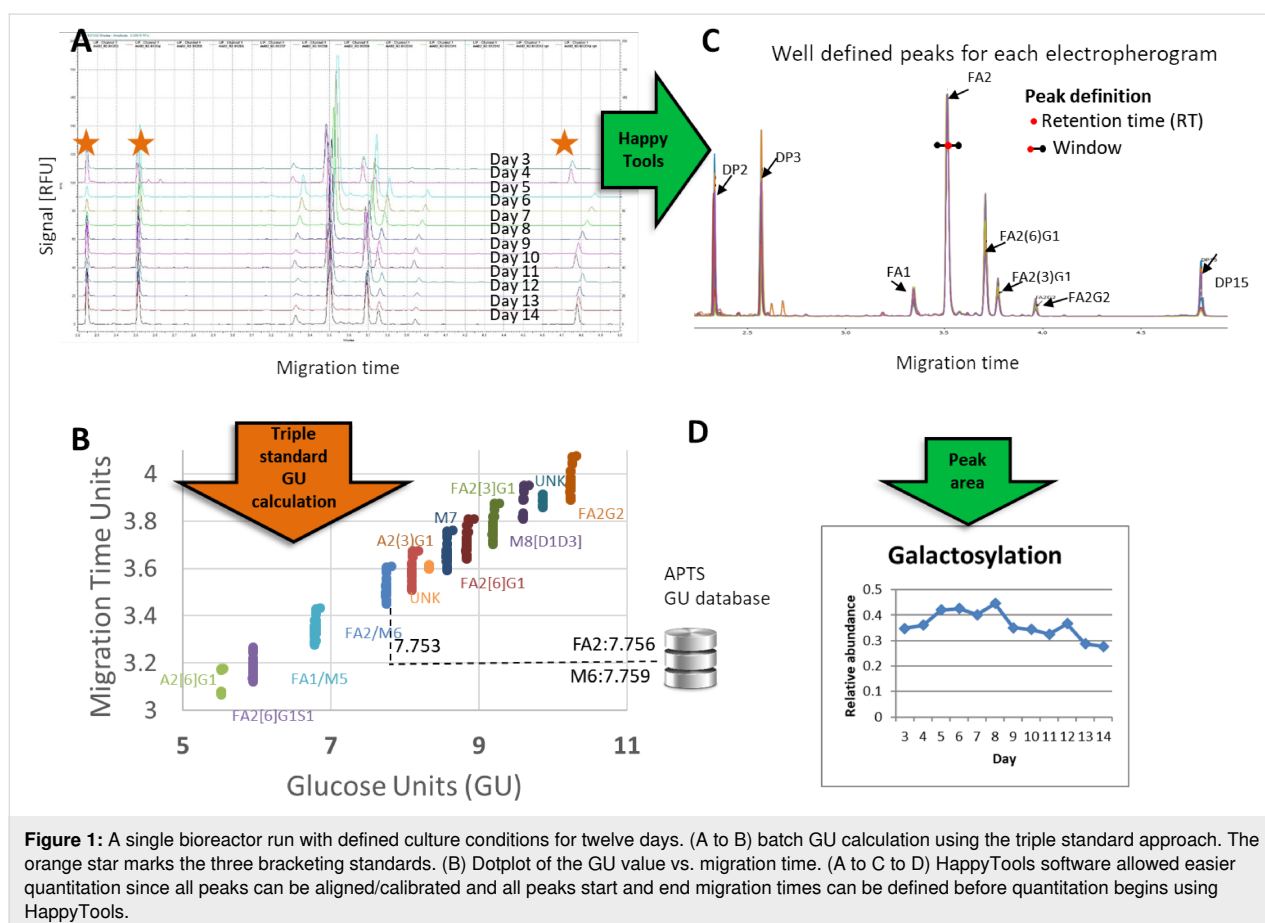 A
Signal [RFU]
Day 3
Day 4
Day 5
Day 6
Day 7
Day 8
Day 9
Day 10
Day 11
Day 12
Day 13
Day 14
Migration time
Happy
Tools
C
Well defined peaks for each electropherogram
FA2
Peak definition
Retention time (RT)
Window
DP2
DP3
FA1
FA2(6)G1
FA2(3)G1
FA2G2
DP15
2.5
3.0
3.5
4.0
4.5
Migration time
B
Triple
standard
GU
calculation
Migration Time Units
4
3.8
3.6
3.4
3.2
3
A2[6]G1
FA2[6]G1S1
FA1/M5
FA2/M6
7.753
A2(3)G1
UNK
M7
FA2[6]G1
FA2[3]G1
M8[D1D3]
UNK
FA2G2
5
7
9
11
Glucose Units (GU)
APTS
GU database
FA2:7.756
M6:7.759
D
Peak
area
Galactosylation
Relative abundance
0.5
0.4
0.3
0.2
0.1
0
3 4 5 6 7 8 9 10 11 12 13 14
Day
Figure 1: A single bioreactor run with defined culture conditions for twelve days. (A to B) batch GU calculation using the triple standard approach. The
orange star marks the three bracketing standards. (B) Dotplot of the GU value vs. migration time. (A to C to D) HappyTools software allowed easier
quantitation since all peaks can be aligned/calibrated and all peaks start and end migration times can be defined before quantitation begins using
HappyTools.